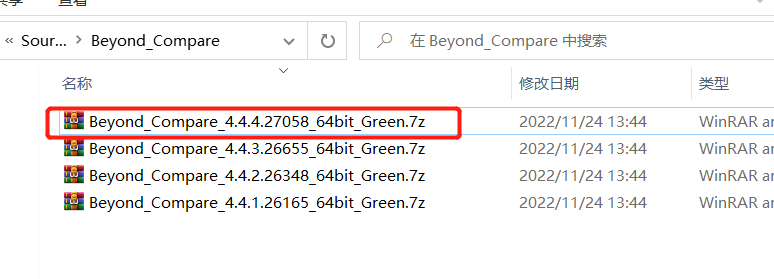 查看
« Sour... > Beyond_Compare
在 Beyond_Compare 中搜索
名称 修改日期 类型
Beyond_Compare_4.4.4.27058_64bit_Green.7z 2022/11/24 13:44 WinRAR ar
Beyond_Compare_4.4.3.26655_64bit_Green.7z 2022/11/24 13:44 WinRAR ar
Beyond_Compare_4.4.2.26348_64bit_Green.7z 2022/11/24 13:44 WinRAR ar
Beyond_Compare_4.4.1.26165_64bit_Green.7z 2022/11/24 13:44 WinRAR ar